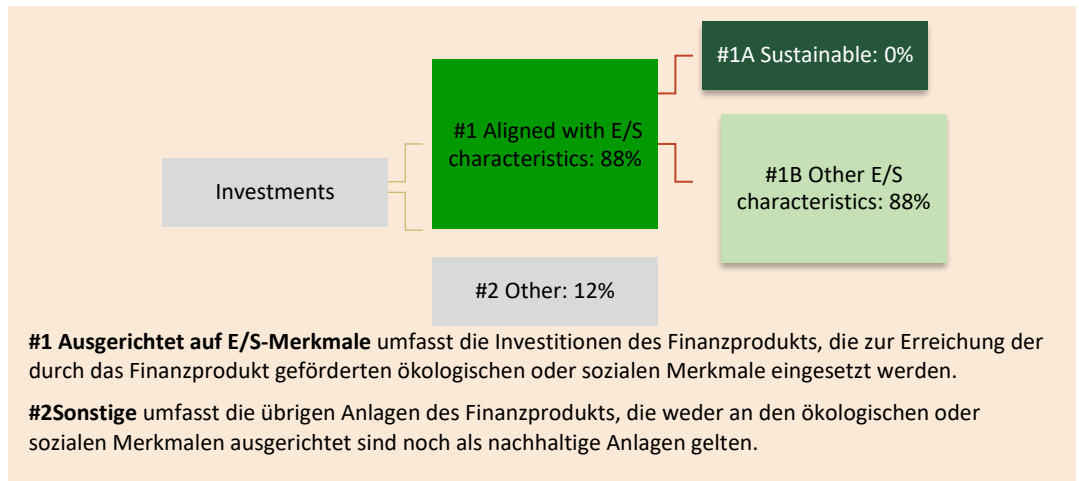 #1A Sustainable: 0%
#1 Aligned with E/S
characteristics: 88%
Investments
#1B Other E/S
characteristics: 88%
#2 Other: 12%
#1 Ausgerichtet auf E/S-Merkmale umfasst die Investitionen des Finanzprodukts, die zur Erreichung der
durch das Finanzprodukt geförderten ökologischen oder sozialen Merkmale eingesetzt werden.
#2Sonstige umfasst die übrigen Anlagen des Finanzprodukts, die weder an den ökologischen oder
sozialen Merkmalen ausgerichtet sind noch als nachhaltige Anlagen gelten.